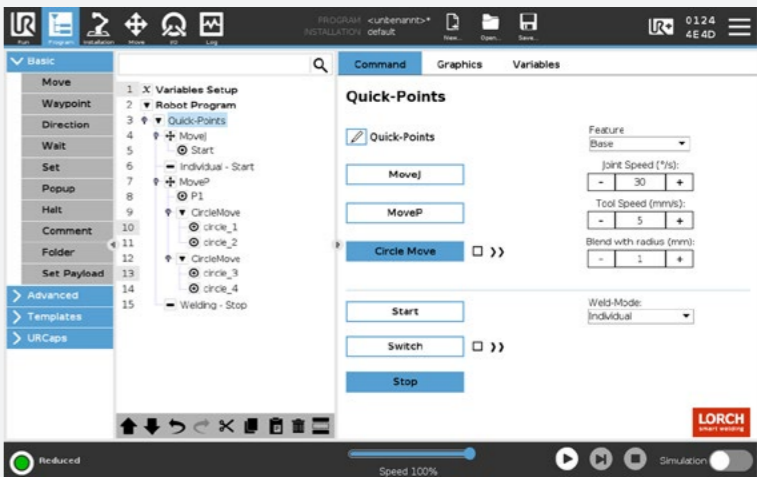 UR
PROGRAM <unbenannt>*
INSTALLATION default
Run
Program
Installation
Move
I/O
Log
New...
Open...
Save...
UR+
0124
4E4D
Basic
Move
Waypoint
Direction
Wait
Set
Popup
Halt
Comment
Folder
Set Payload
Advanced
Templates
URCaps
1 X Variables Setup
2 Robot Program
3 Quick-Points
4 MoveJ
5 Start
6 Individual - Start
7 MoveP
8 P1
9 CircleMove
10 circle_1
11 circle_2
12 CircleMove
13 circle_3
14 circle_4
15 Welding - Stop
Command Graphics Variables
Quick-Points
Quick-Points
MoveJ
MoveP
Circle Move
Start
Switch
Stop
Feature
Base
Joint Speed (°/s):
- 30 +
Tool Speed (mm/s):
- 5 +
Blend wth radius (mm):
- 1 +
Weld-Mode:
Individual
LORCH
smart welding
Reduced
Speed 100%
Simulation